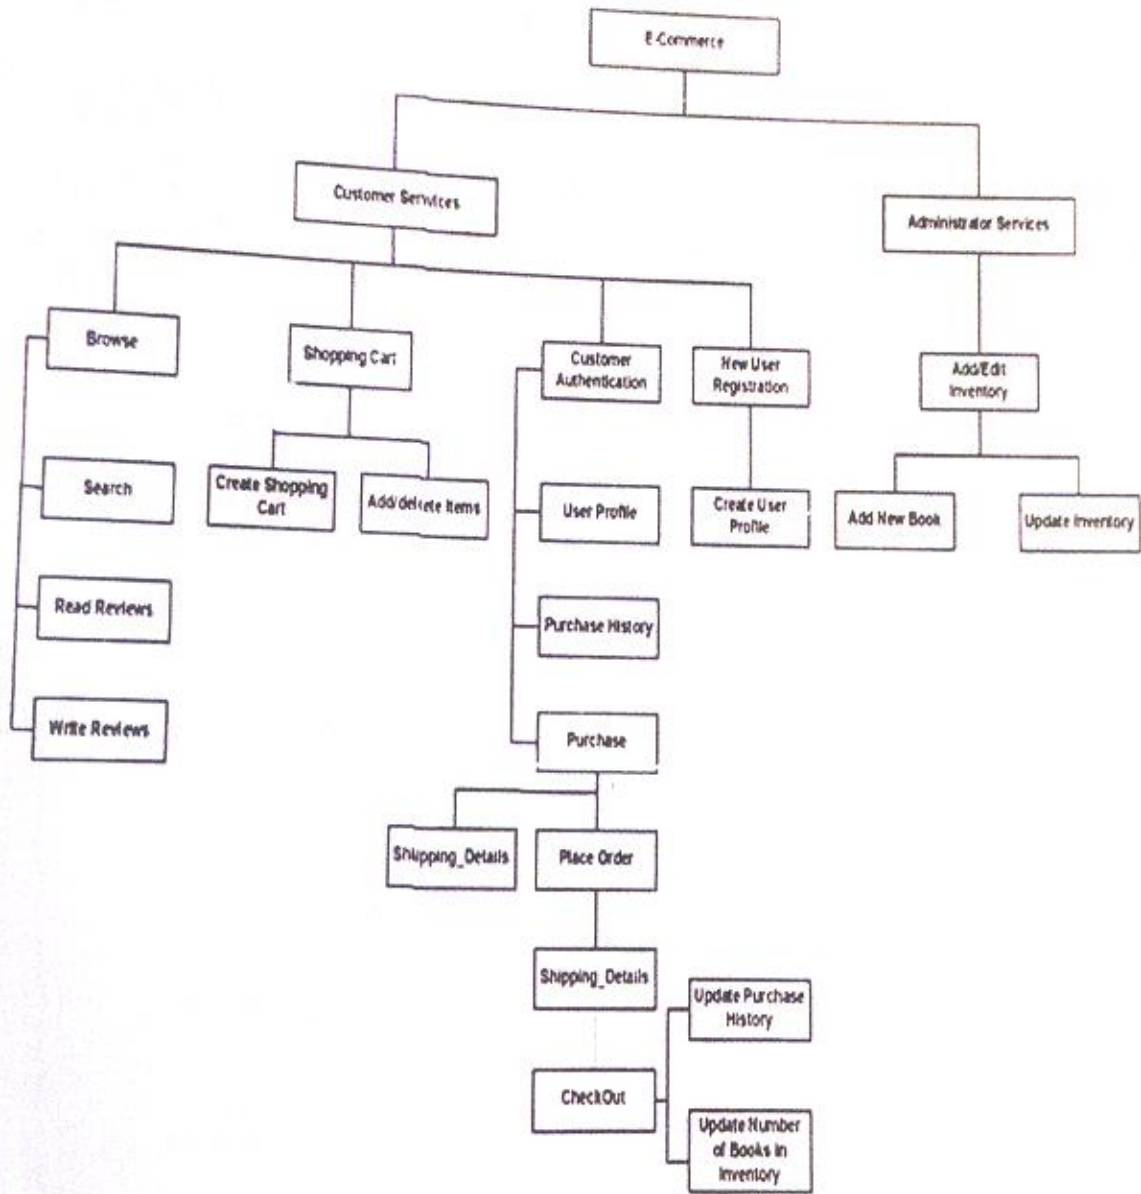 E-Commerce
Customer Services
Administrator Services
Browse
Shopping Cart
Customer
Authentication
New User
Registration
Add/Edit
Inventory
Search
Create Shopping
Cart
Add/delete Items
User Profile
Create User
Profile
Add New Book
Update Inventory
Read Reviews
Purchase History
Write Reviews
Purchase
Shipping_Details
Place Order
Shipping_Details
Update Purchase
History
CheckOut
Update Number
of Books in
Inventory